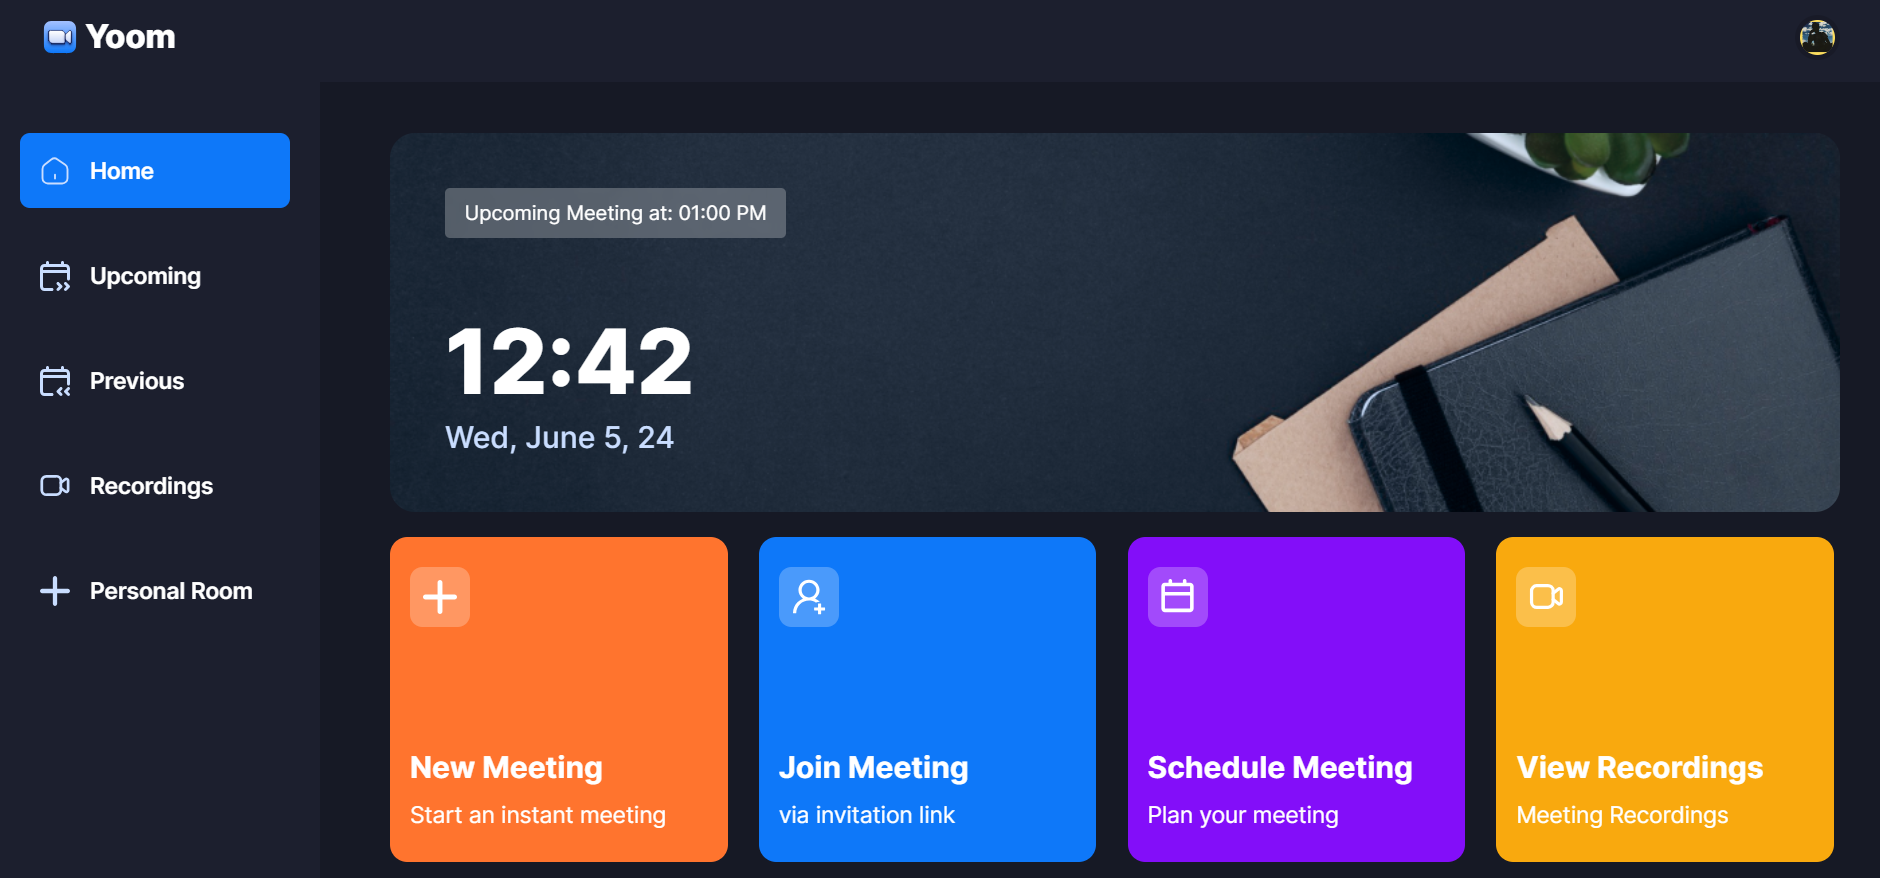 Yoom
Home
Upcoming
Previous
Recordings
Personal Room
Upcoming Meeting at: 01:00 PM
12:42
Wed, June 5, 24
New Meeting
Start an instant meeting
Join Meeting
via invitation link
Schedule Meeting
Plan your meeting
View Recordings
Meeting Recordings